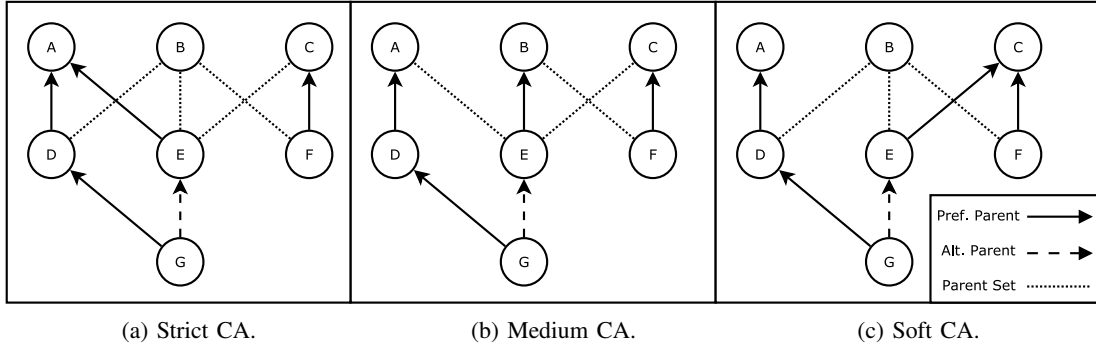 A B C
D E F
G
A B C
D E F
G
A B C
D E F
G
Pref. Parent
Alt. Parent
Parent Set
(a) Strict CA.
(b) Medium CA.
(c) Soft CA.